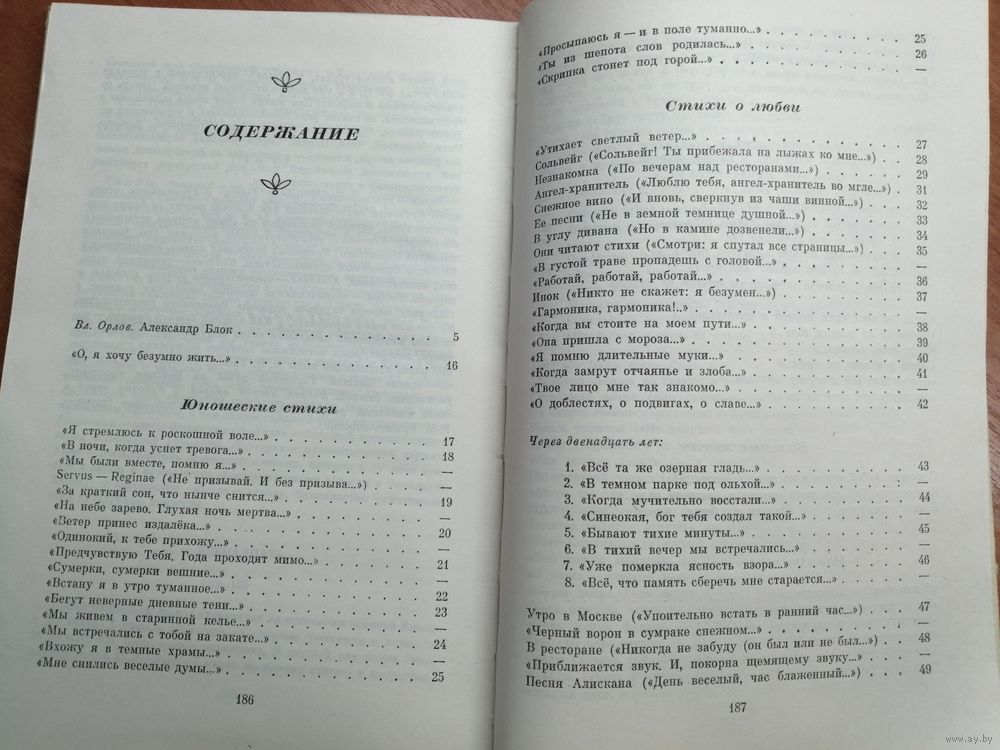 СОДЕРЖАНИЕ
Вл. Орлов. Александр Блок . . . . . . . . . . . . . 5
«О, я хочу безумно жить...» . . . . . . . . . . . . . 16
Юношеские стихи
«Я стремлюсь к роскошной воле...» . . . . . . . . . . 17
«В ночи, когда уснет тревога...» . . . . . . . . . . . 18
«Мы были вместе, помню я...» . . . . . . . . . . . . —
Servus — Reginae («Не призывай. И без призыва...») . . . . —
«За краткий сон, что нынче снится...» . . . . . . . . . 19
«На небе зарево. Глухая ночь мертва...» . . . . . . . . —
«Ветер принес издалёка...» . . . . . . . . . . . . . 20
«Одинокий, к тебе прихожу...» . . . . . . . . . . . . —
«Предчувствую Тебя. Года проходят мимо...» . . . . . . 21
«Сумерки, сумерки вешние...» . . . . . . . . . . . . —
«Встану я в утро туманное...» . . . . . . . . . . . . 22
«Бегут неверные дневные тени...» . . . . . . . . . . . 23
«Мы живем в старинной келье...» . . . . . . . . . . . —
«Мы встречались с тобой на закате...» . . . . . . . . . 24
«Вхожу я в темные храмы...» . . . . . . . . . . . . —
«Мне снились веселые думы...» . . . . . . . . . . . . 25
186
«Просыпаюсь я — и в поле туманно...» . . . . . . . . . 25
«Ты из шепота слов родилась...» . . . . . . . . . . . 26
«Скрипка стонет под горой...» . . . . . . . . . . . . —
Стихи о любви
«Утихает светлый ветер...» . . . . . . . . . . . . . 27
Сольвейг («Сольвейг! Ты прибежала на лыжах ко мне...») . . 28
Незнакомка («По вечерам над ресторанами...») . . . . . . 29
Ангел-хранитель («Люблю тебя, ангел-хранитель во мгле...») . 31
Снежное вино («И вновь, сверкнув из чаши винной...») . . . 32
Ее песни («Не в земной темнице душной...») . . . . . . . 33
В углу дивана («Но в камине дозвенели...») . . . . . . . 34
Они читают стихи («Смотри: я спутал все страницы...») . . . 35
«В густой траве пропадешь с головой...» . . . . . . . . —
«Работай, работай, работай...» . . . . . . . . . . . . 36
Инок («Никто не скажет: я безумен...») . . . . . . . . . 37
«Гармоника, гармоника!..» . . . . . . . . . . . . . —
«Когда вы стоите на моем пути...» . . . . . . . . . . 38
«Она пришла с мороза...» . . . . . . . . . . . . . 39
«Я помню длительные муки...» . . . . . . . . . . . . 40
«Когда замрут отчаянье и злоба...» . . . . . . . . . . 41
«Твое лицо мне так знакомо...» . . . . . . . . . . . . —
«О доблестях, о подвигах, о славе...» . . . . . . . . . 42
Через двенадцать лет:
1. «Всё та же озерная гладь...» . . . . . . . . . . 43
2. «В темном парке под ольхой...» . . . . . . . . . —
3. «Когда мучительно восстали...» . . . . . . . . . 44
4. «Синеокая, бог тебя создал такой...» . . . . . . . —
5. «Бывают тихие минуты...» . . . . . . . . . . . 45
6. «В тихий вечер мы встречались...» . . . . . . . . —
7. «Уже померкла ясность взора...» . . . . . . . . . 46
8. «Всё, что память сберечь мне старается...» . . . . . —
Утро в Москве («Упоительно встать в ранний час...») . . . 47
«Черный ворон в сумраке снежном...» . . . . . . . . . —
В ресторане («Никогда не забуду (он был или не был...») . . 48
«Приближается звук. И, покорна щемящему звуку...» . . . —
Песня Алискана («День веселый, час блаженный...») . . . . 49
187
www.ay.by